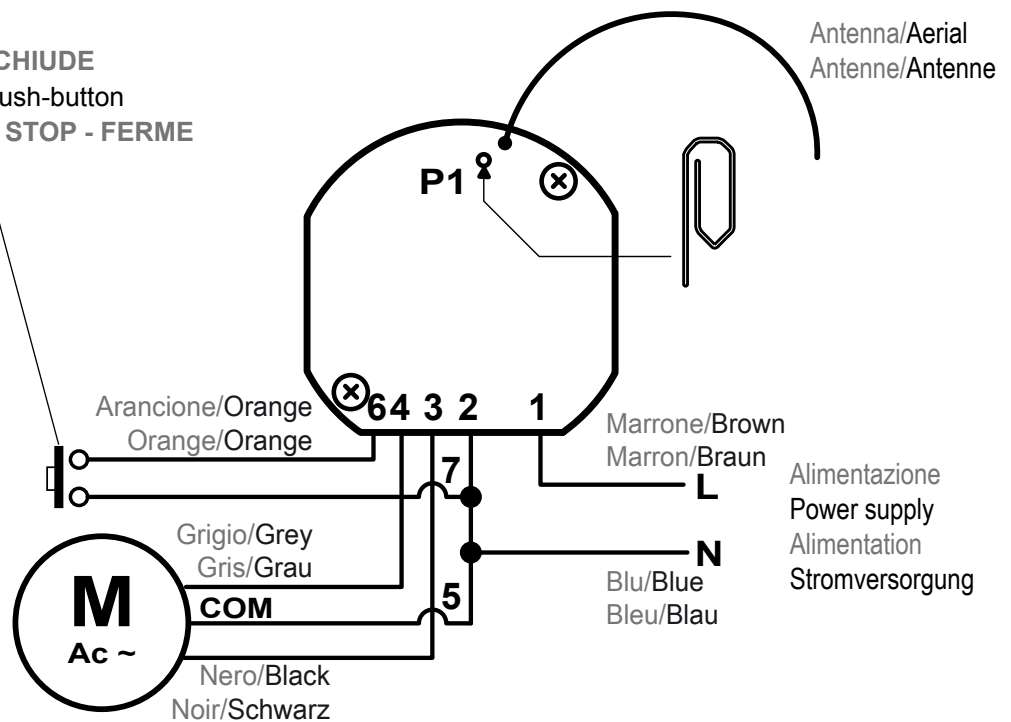 CHIUDE
ush-button
STOP - FERME
Antenna/Aerial
Antenne/Antenne
P1
6 4 3 2 1
Arancione/Orange
Orange/Orange
Marrone/Brown
Marron/Braun
7
L
Alimentazione
Power supply
Alimentation
Stromversorgung
N
Grigio/Grey
Gris/Grau
Blu/Blue
Bleu/Blau
5
M
Ac ~
COM
Nero/Black
Noir/Schwarz